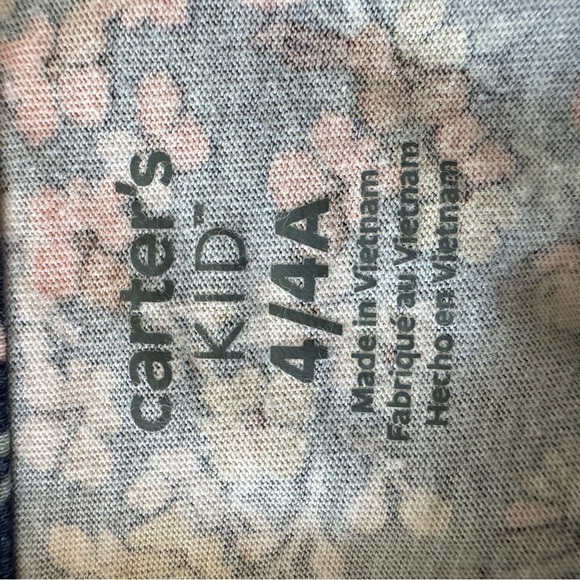 carter's
KID™
4/4A
Made in Vietnam
Fabriqué au Vietnam
Hecho en Vietnam